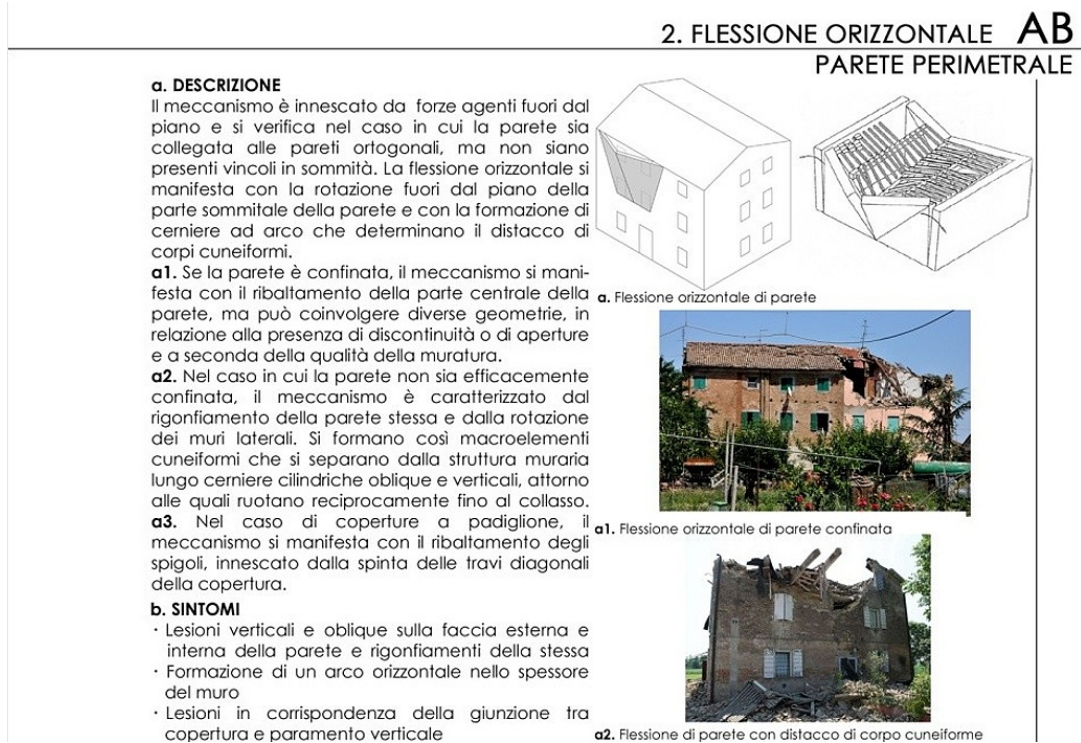 2. FLESSIONE ORIZZONTALE AB
PARETE PERIMETRALE
a. DESCRIZIONE
Il meccanismo è innescato da forze agenti fuori dal
piano e si verifica nel caso in cui la parete sia
collegata alle pareti ortogonali, ma non siano
presenti vincoli in sommità. La flessione orizzontale si
manifesta con la rotazione fuori dal piano della
parte sommitale della parete e con la formazione di
cerniere ad arco che determinano il distacco di
corpi cuneiformi.
a1. Se la parete è confinata, il meccanismo si mani-
festa con il ribaltamento della parte centrale della
parete, ma può coinvolgere diverse geometrie, in
relazione alla presenza di discontinuità o di aperture
e a seconda della qualità della muratura.
a2. Nel caso in cui la parete non sia efficacemente
confinata, il meccanismo è caratterizzato dal
rigonfiamento della parete stessa e dalla rotazione
dei muri laterali. Si formano così macroelementi
cuneiformi che si separano dalla struttura muraria
lungo cerniere cilindriche oblique e verticali, attorno
alle quali ruotano reciprocamente fino al collasso.
a3. Nel caso di coperture a padiglione, il
meccanismo si manifesta con il ribaltamento degli
spigoli, innescato dalla spinta delle travi diagonali
della copertura.
b. SINTOMI
· Lesioni verticali e oblique sulla faccia esterna e
interna della parete e rigonfiamenti della stessa
· Formazione di un arco orizzontale nello spessore
del muro
· Lesioni in corrispondenza della giunzione tra
copertura e paramento verticale
a. Flessione orizzontale di parete
a1. Flessione orizzontale di parete confinata
a2. Flessione di parete con distacco di corpo cuneiforme